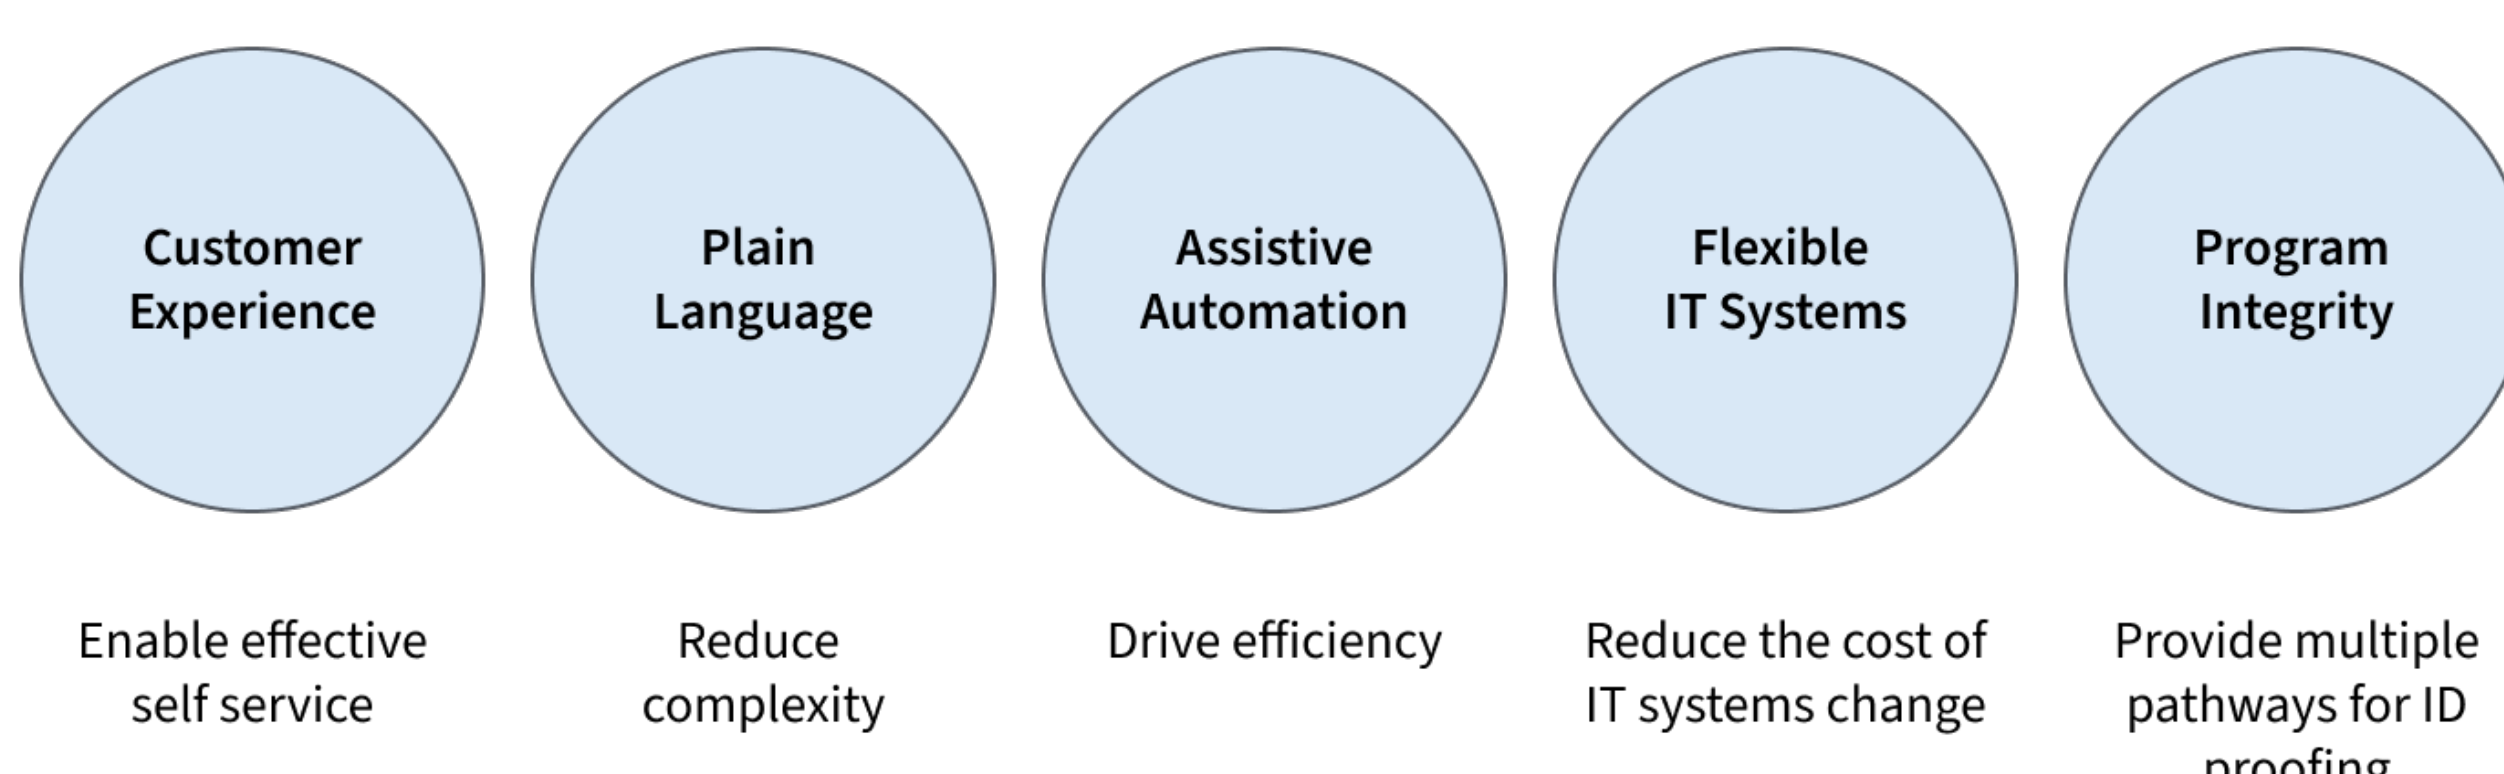 Customer
Experience
Enable effective
self service
Plain
Language
Reduce
complexity
Assistive
Automation
Drive efficiency
Flexible
IT Systems
Reduce the cost of
IT systems change
Program
Integrity
Provide multiple
pathways for ID
proofing